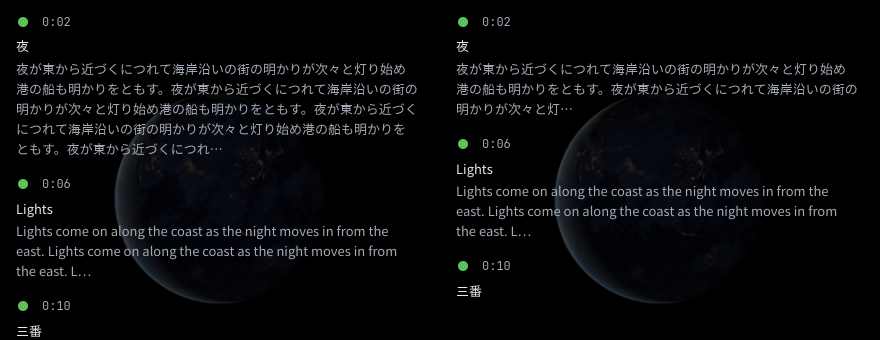 0:02
夜
夜が東から近づくにつれて海岸沿いの街の明かりが次々と灯り始め
港の船も明かりをともす。夜が東から近づくにつれて海岸沿いの街の
明かりが次々と灯り始め港の船も明かりをともす。夜が東から近づく
につれて海岸沿いの街の明かりが次々と灯り始め港の船も明かりを
ともす。夜が東から近づくにつれ…
0:06
Lights
Lights come on along the coast as the night moves in from the
east. Lights come on along the coast as the night moves in from
the east. L…
0:10
三番
0:02
夜
夜が東から近づくにつれて海岸沿いの街の明かりが次々と灯り始め
港の船も明かりをともす。夜が東から近づくにつれて海岸沿いの街の
明かりが次々と灯…
0:06
Lights
Lights come on along the coast as the night moves in from the
east. Lights come on along the coast as the night moves in from
the east. L…
0:10
三番